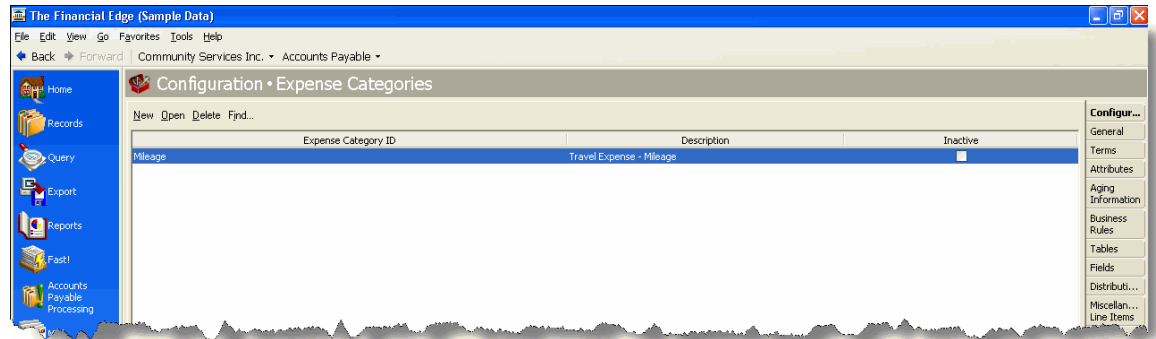 The Financial Edge (Sample Data)
File Edit View Go Favorites Tools Help
Back Forward Community Services Inc. Accounts Payable
Configuration • Expense Categories
Home
Records
Query
Export
Reports
Fast!
Accounts
Payable
Processing
New Open Delete Find...
Expense Category ID Description Inactive
Mileage Travel Expense - Mileage
Configur...
General
Terms
Attributes
Aging
Information
Business
Rules
Tables
Fields
Distributi...
Miscellan...
Line Items